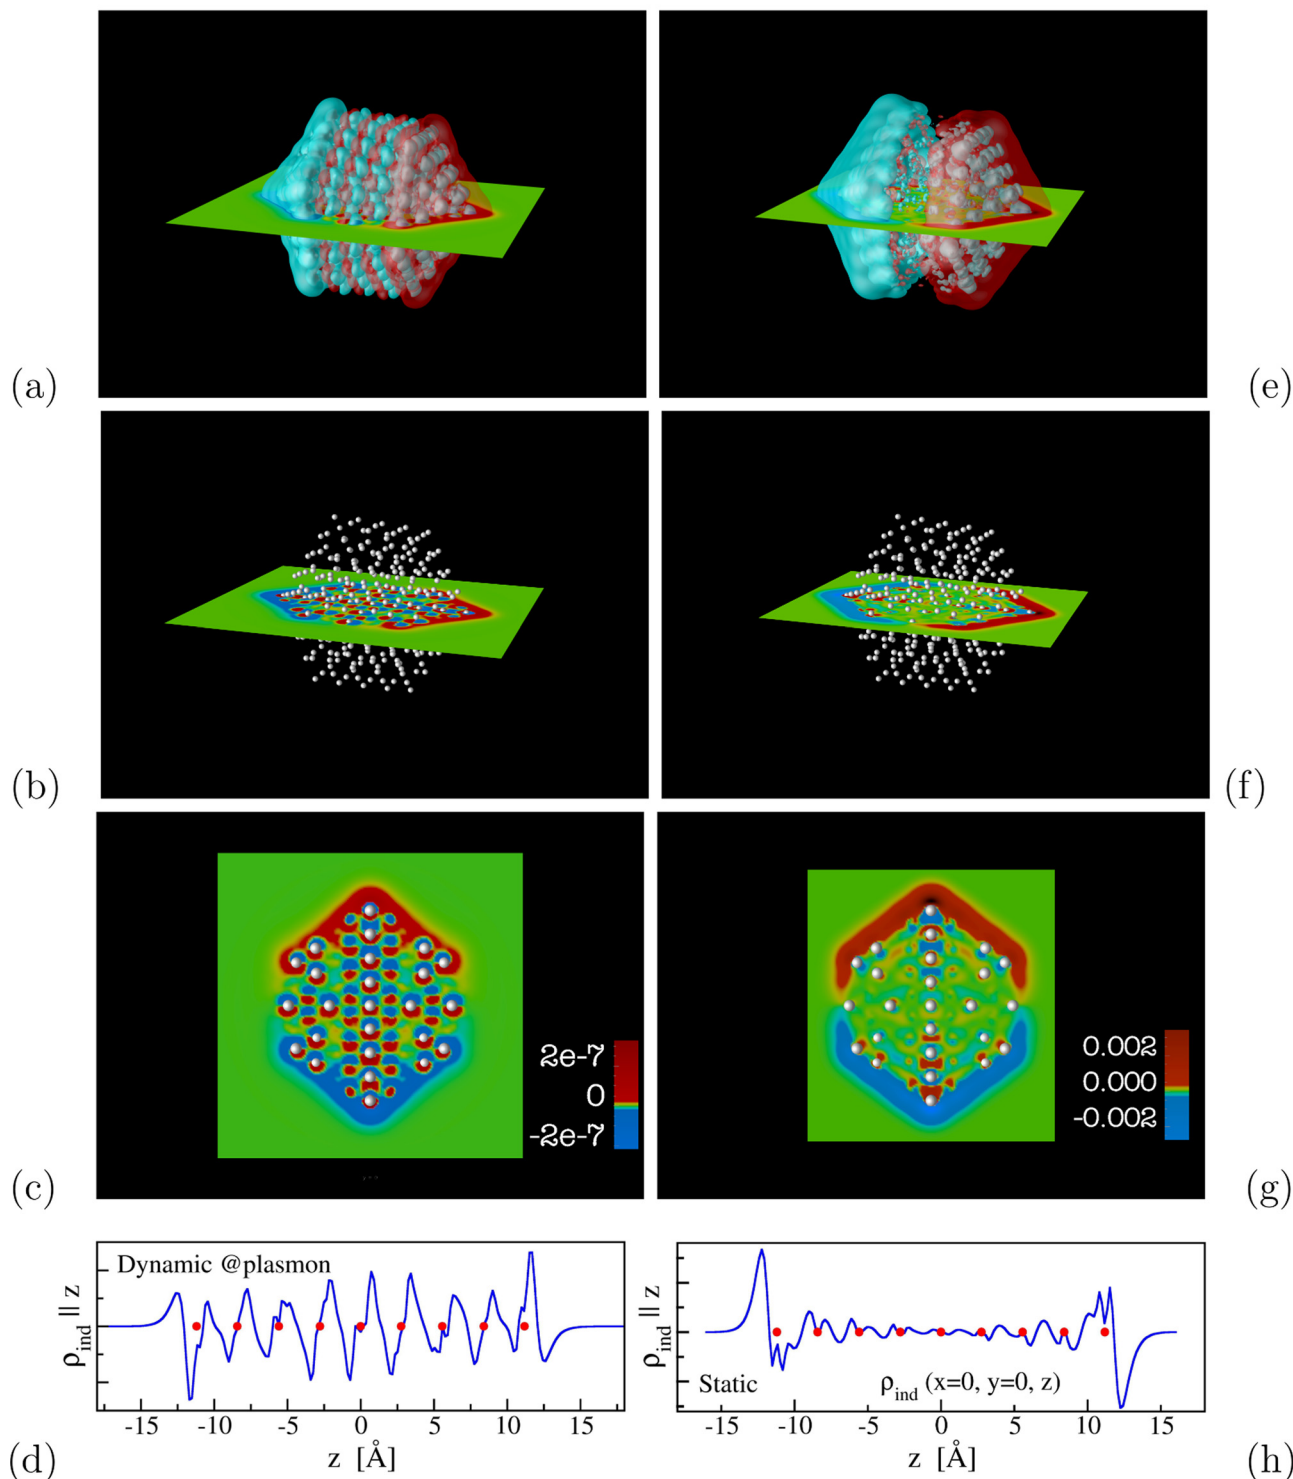 (a)
(e)
(b)
(f)
2e-7
0
-2e-7
0.002
0.000
-0.002
(c)
(g)
Dynamic @plasmon
ρind || z
-15 -10 -5 0 5 10 15
z [Å]
(d)
ρind || z
Static
ρind (x=0, y=0, z)
-15 -10 -5 0 5 10 15
z [Å]
(h)